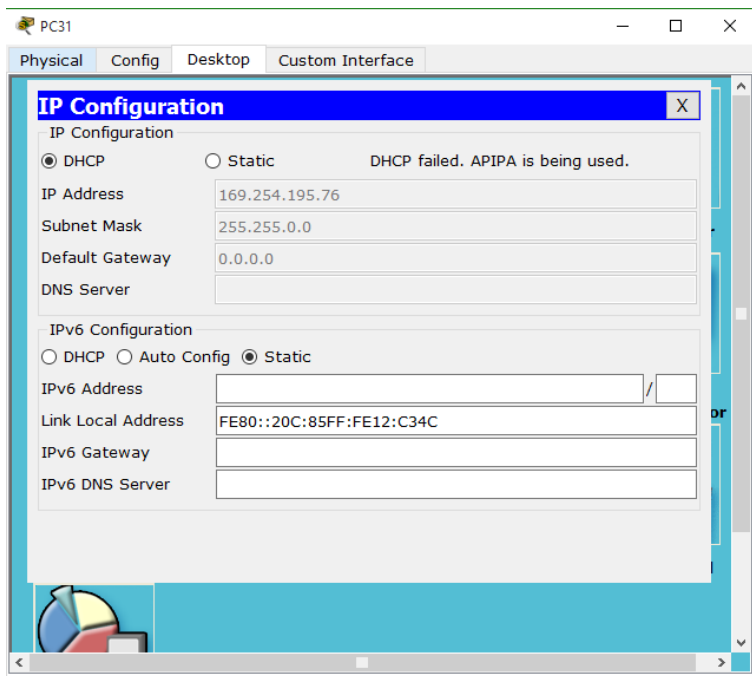 PC31
Physical Config Desktop Custom Interface
IP Configuration X
IP Configuration
DHCP Static DHCP failed. APIPA is being used.
IP Address 169.254.195.76
Subnet Mask 255.255.0.0
Default Gateway 0.0.0.0
DNS Server
IPv6 Configuration
DHCP Auto Config Static
IPv6 Address /
Link Local Address FE80::20C:85FF:FE12:C34C
IPv6 Gateway
IPv6 DNS Server
or